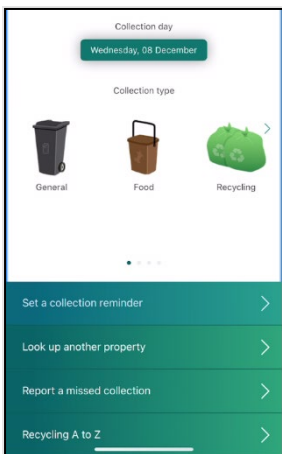 Collection day
Wednesday, 08 December
Collection type
General Food Recycling
Set a collection reminder
Look up another property
Report a missed collection
Recycling A to Z